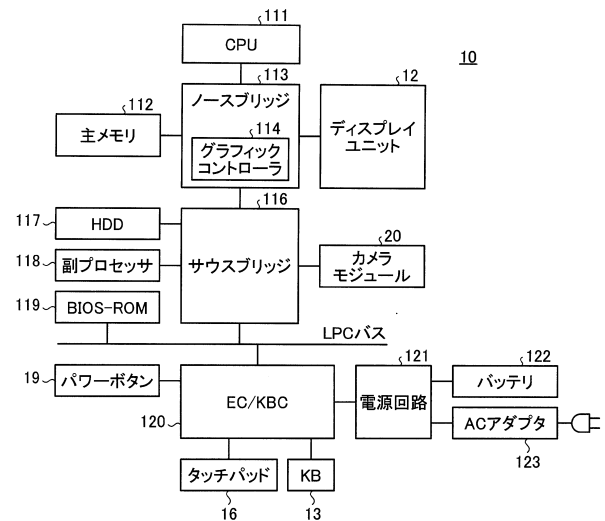 111
CPU
10
113
12
ノースブリッジ
112
主メモリ
114
グラフィック
コントローラ
ディスプレイ
ユニット
116
117
HDD
118
副プロセッサ
サウスブリッジ
20
カメラ
モジュール
119
BIOS-ROM
LPCバス
19
パワーボタン
120
EC/KBC
121
電源回路
122
バッテリ
ACアダプタ
123
タッチパッド
16
KB
13